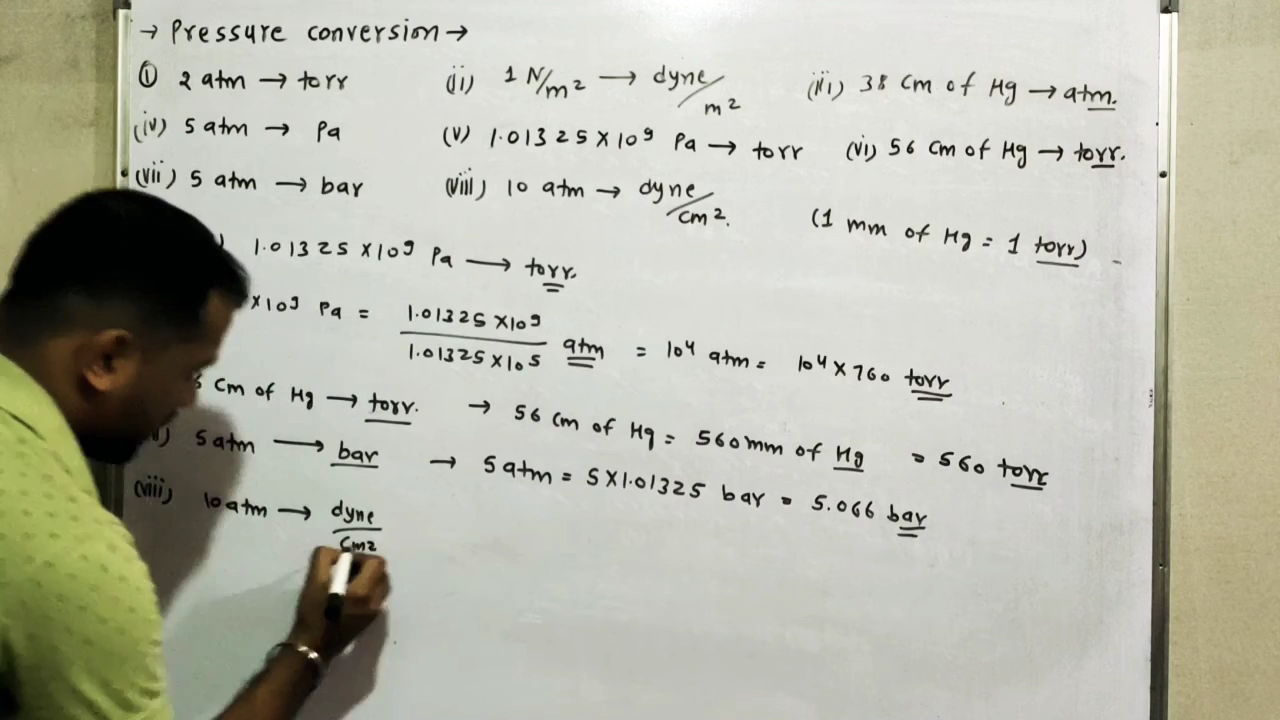 → Pressure conversion →
① 2 atm → torr (ii) 1 N/m² → dyne/m² (iii) 38 Cm of Hg → atm.
(iv) 5 atm → Pa (v) 1.01325 × 10⁹ Pa → torr (vi) 56 Cm of Hg → torr.
(vii) 5 atm → bar (viii) 10 atm → dyne/cm².
(1 mm of Hg = 1 torr)
) 1.01325 × 10⁹ Pa → torr.
× 10⁹ Pa = 1.01325 × 10⁹ / 1.01325 × 10⁵ atm = 10⁴ atm = 10⁴ × 760 torr
Cm of Hg → torr. → 56 Cm of Hg = 560 mm of Hg = 560 torr
) 5 atm → bar → 5 atm = 5 × 1.01325 bar = 5.066 bar
(viii) 10 atm → dyne/Cm²